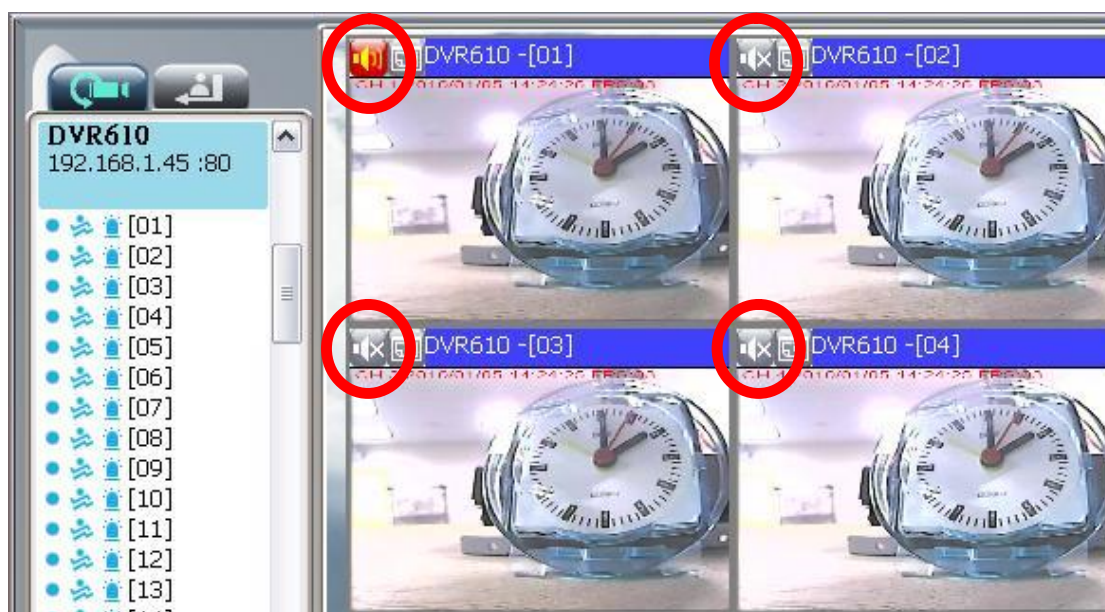 DVR610
192.168.1.45 :80
[01]
[02]
[03]
[04]
[05]
[06]
[07]
[08]
[09]
[10]
[11]
[12]
[13]
DVR610 -[01]
DVR610 -[02]
DVR610 -[03]
DVR610 -[04]